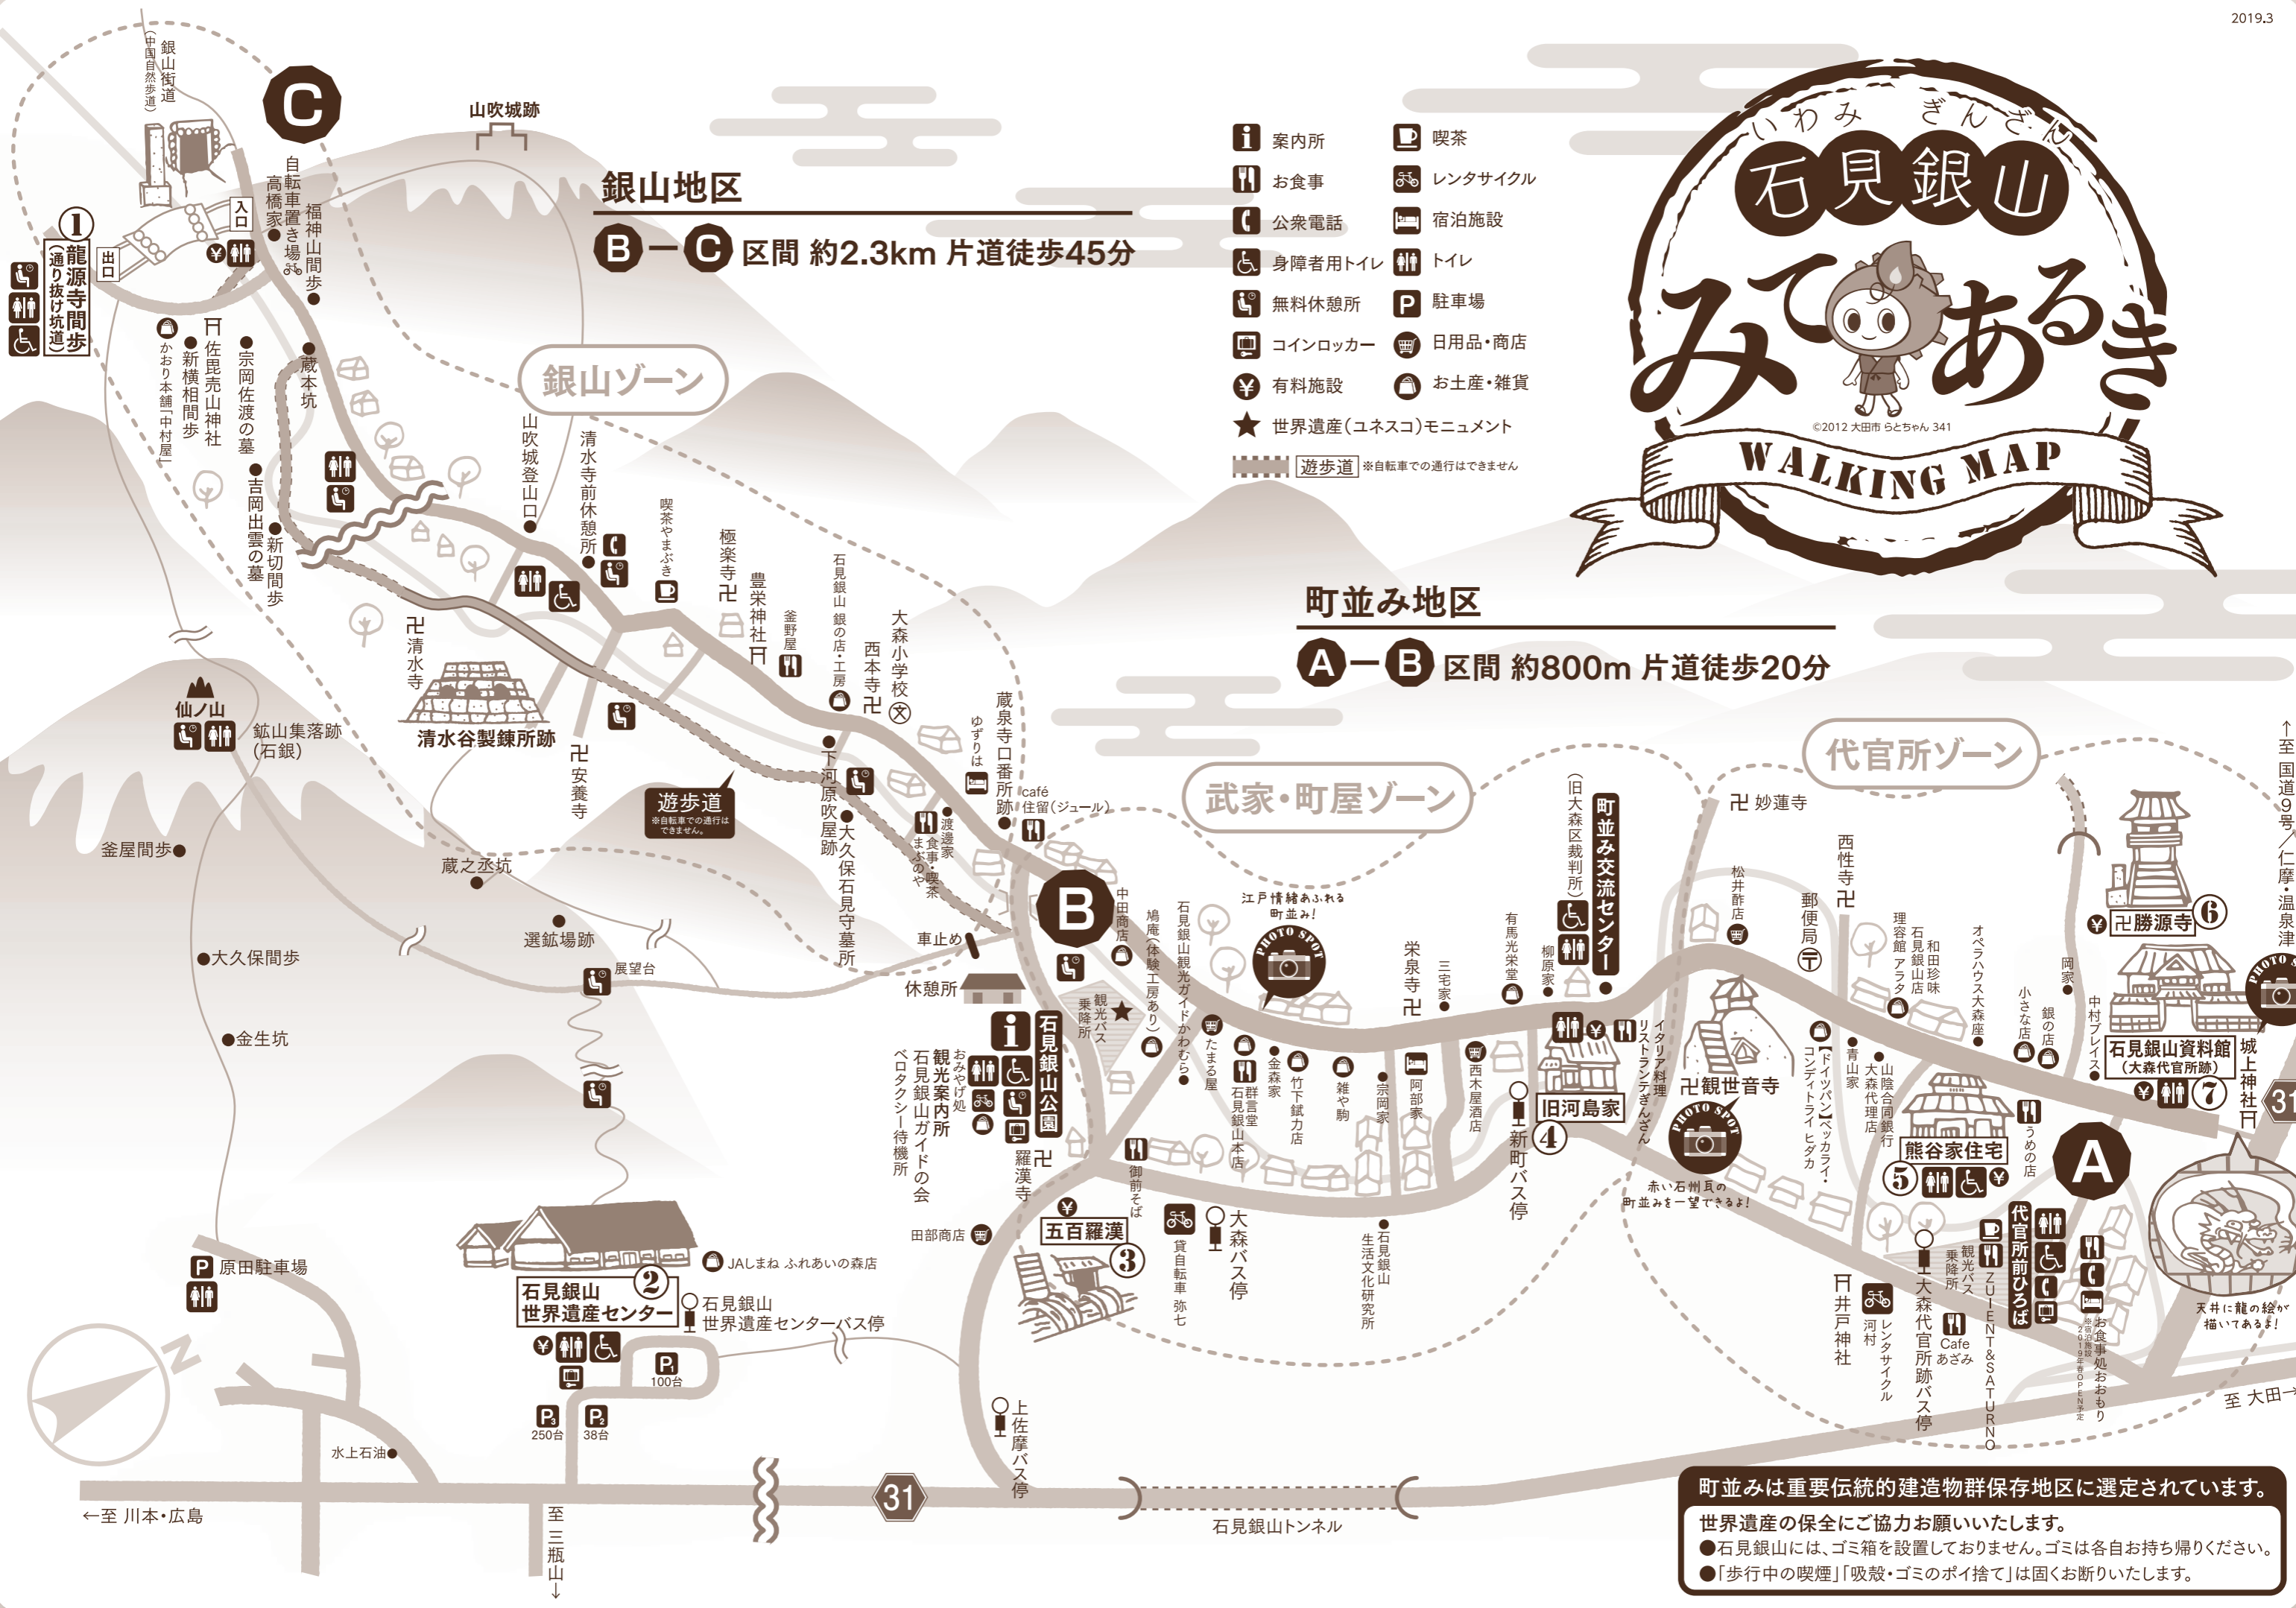 2019.3
いわみ ぎんざん
石見銀山
みてあるき
©2012 大田市 らとちゃん 341
WALKING MAP
案内所
お食事
公衆電話
身障者用トイレ
無料休憩所
コインロッカー
有料施設
世界遺産(ユネスコ)モニュメント
遊歩道 ※自転車での通行はできません
喫茶
レンタサイクル
宿泊施設
トイレ
P 駐車場
日用品・商店
お土産・雑貨
銀山地区
B－C 区間 約2.3km 片道徒歩45分
町並み地区
A－B 区間 約800m 片道徒歩20分
銀山ゾーン
武家・町屋ゾーン
代官所ゾーン
銀山街道
(中国自然歩道)
C
山吹城跡
自転車置き場
高橋家
福神山間歩
入口
出口
① 龍源寺間歩
(通り抜け坑道)
かおり本舗「中村屋」
新横相間歩
佐毘売山神社
宗岡佐渡の墓
蔵本坑
吉岡出雲の墓
新切間歩
山吹城登山口
清水寺前休憩所
喫茶やまぶき
極楽寺
豊栄神社
釜野屋
石見銀山 銀の店・工房
西本寺
大森小学校
文
清水寺
清水谷製錬所跡
安養寺
遊歩道
※自転車での通行は
できません。
仙ノ山
鉱山集落跡
(石銀)
釜屋間歩
大久保間歩
金生坑
蔵之丞坑
選鉱場跡
展望台
下河原吹屋跡
大久保石見守墓所
渡邊家
食事・喫茶
まぶのや
ゆずりは
蔵泉寺口番所跡
café
住留(ジュール)
車止め
休憩所
B
中田商店
観光バス
乗降所
鳩庵(体験工房あり)
石見銀山観光ガイドかわむら
石見銀山公園
おみやげ処
観光案内所
石見銀山ガイドの会
ベロタクシー待機所
羅漢寺
田部商店
五百羅漢
③
御前そば
たまる屋
群言堂
石見銀山本店
金森家
竹下錻力店
雑や駒
宗岡家
阿部家
西木屋酒店
江戸情緒あふれる
町並み!
PHOTO SPOT
栄泉寺
三宅家
有馬光栄堂
柳原家
町並み交流センター
(旧大森区裁判所)
貸自転車 弥七
大森バス停
石見銀山
生活文化研究所
新町バス停
旧河島家
④
イタリア料理
リストランテぎんざん
観世音寺
PHOTO SPOT
赤い石州瓦の
町並みを一望できるよ!
妙蓮寺
松井酢店
郵便局
西性寺
理容館 アラタ
石見銀山店
和田珍味
オペラハウス大森座
小さな店
銀の店
岡家
中村ブレイス
【ドイツパン】ベッカライ・
コンディトライ ヒダカ
青山家
山陰合同銀行
大森代理店
熊谷家住宅
⑤
うめの店
A
勝源寺
⑥
石見銀山資料館
(大森代官所跡)
⑦
城上神社
PHOTO S
31
↑至 国道9号/仁摩・温泉津
天井に龍の絵が
描いてあるよ!
代官所前ひろば
ZUIENT&SATURNO
観光バス
乗降所
Cafe
あざみ
大森代官所跡バス停
レンタサイクル
河村
井戸神社
お食事処おおもり
※宿泊施設
2019年春OPEN予定
至 大田→
P 原田駐車場
N
石見銀山
世界遺産センター
②
JAしまね ふれあいの森店
石見銀山
世界遺産センターバス停
P1
100台
P3
250台
P2
38台
水上石油
上佐摩バス停
31
←至 川本・広島
至 三瓶山↓
石見銀山トンネル
町並みは重要伝統的建造物群保存地区に選定されています。
世界遺産の保全にご協力お願いいたします。
●石見銀山には、ゴミ箱を設置しておりません。ゴミは各自お持ち帰りください。
●「歩行中の喫煙」「吸殻・ゴミのポイ捨て」は固くお断りいたします。